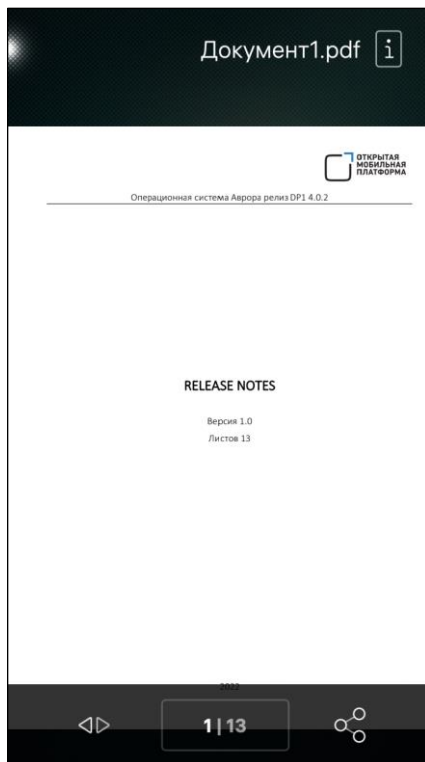 Документ1.pdf
i
ОТКРЫТАЯ
МОБИЛЬНАЯ
ПЛАТФОРМА
Операционная система Аврора релиз DP1 4.0.2
RELEASE NOTES
Версия 1.0
Листов 13
2022
1 | 13